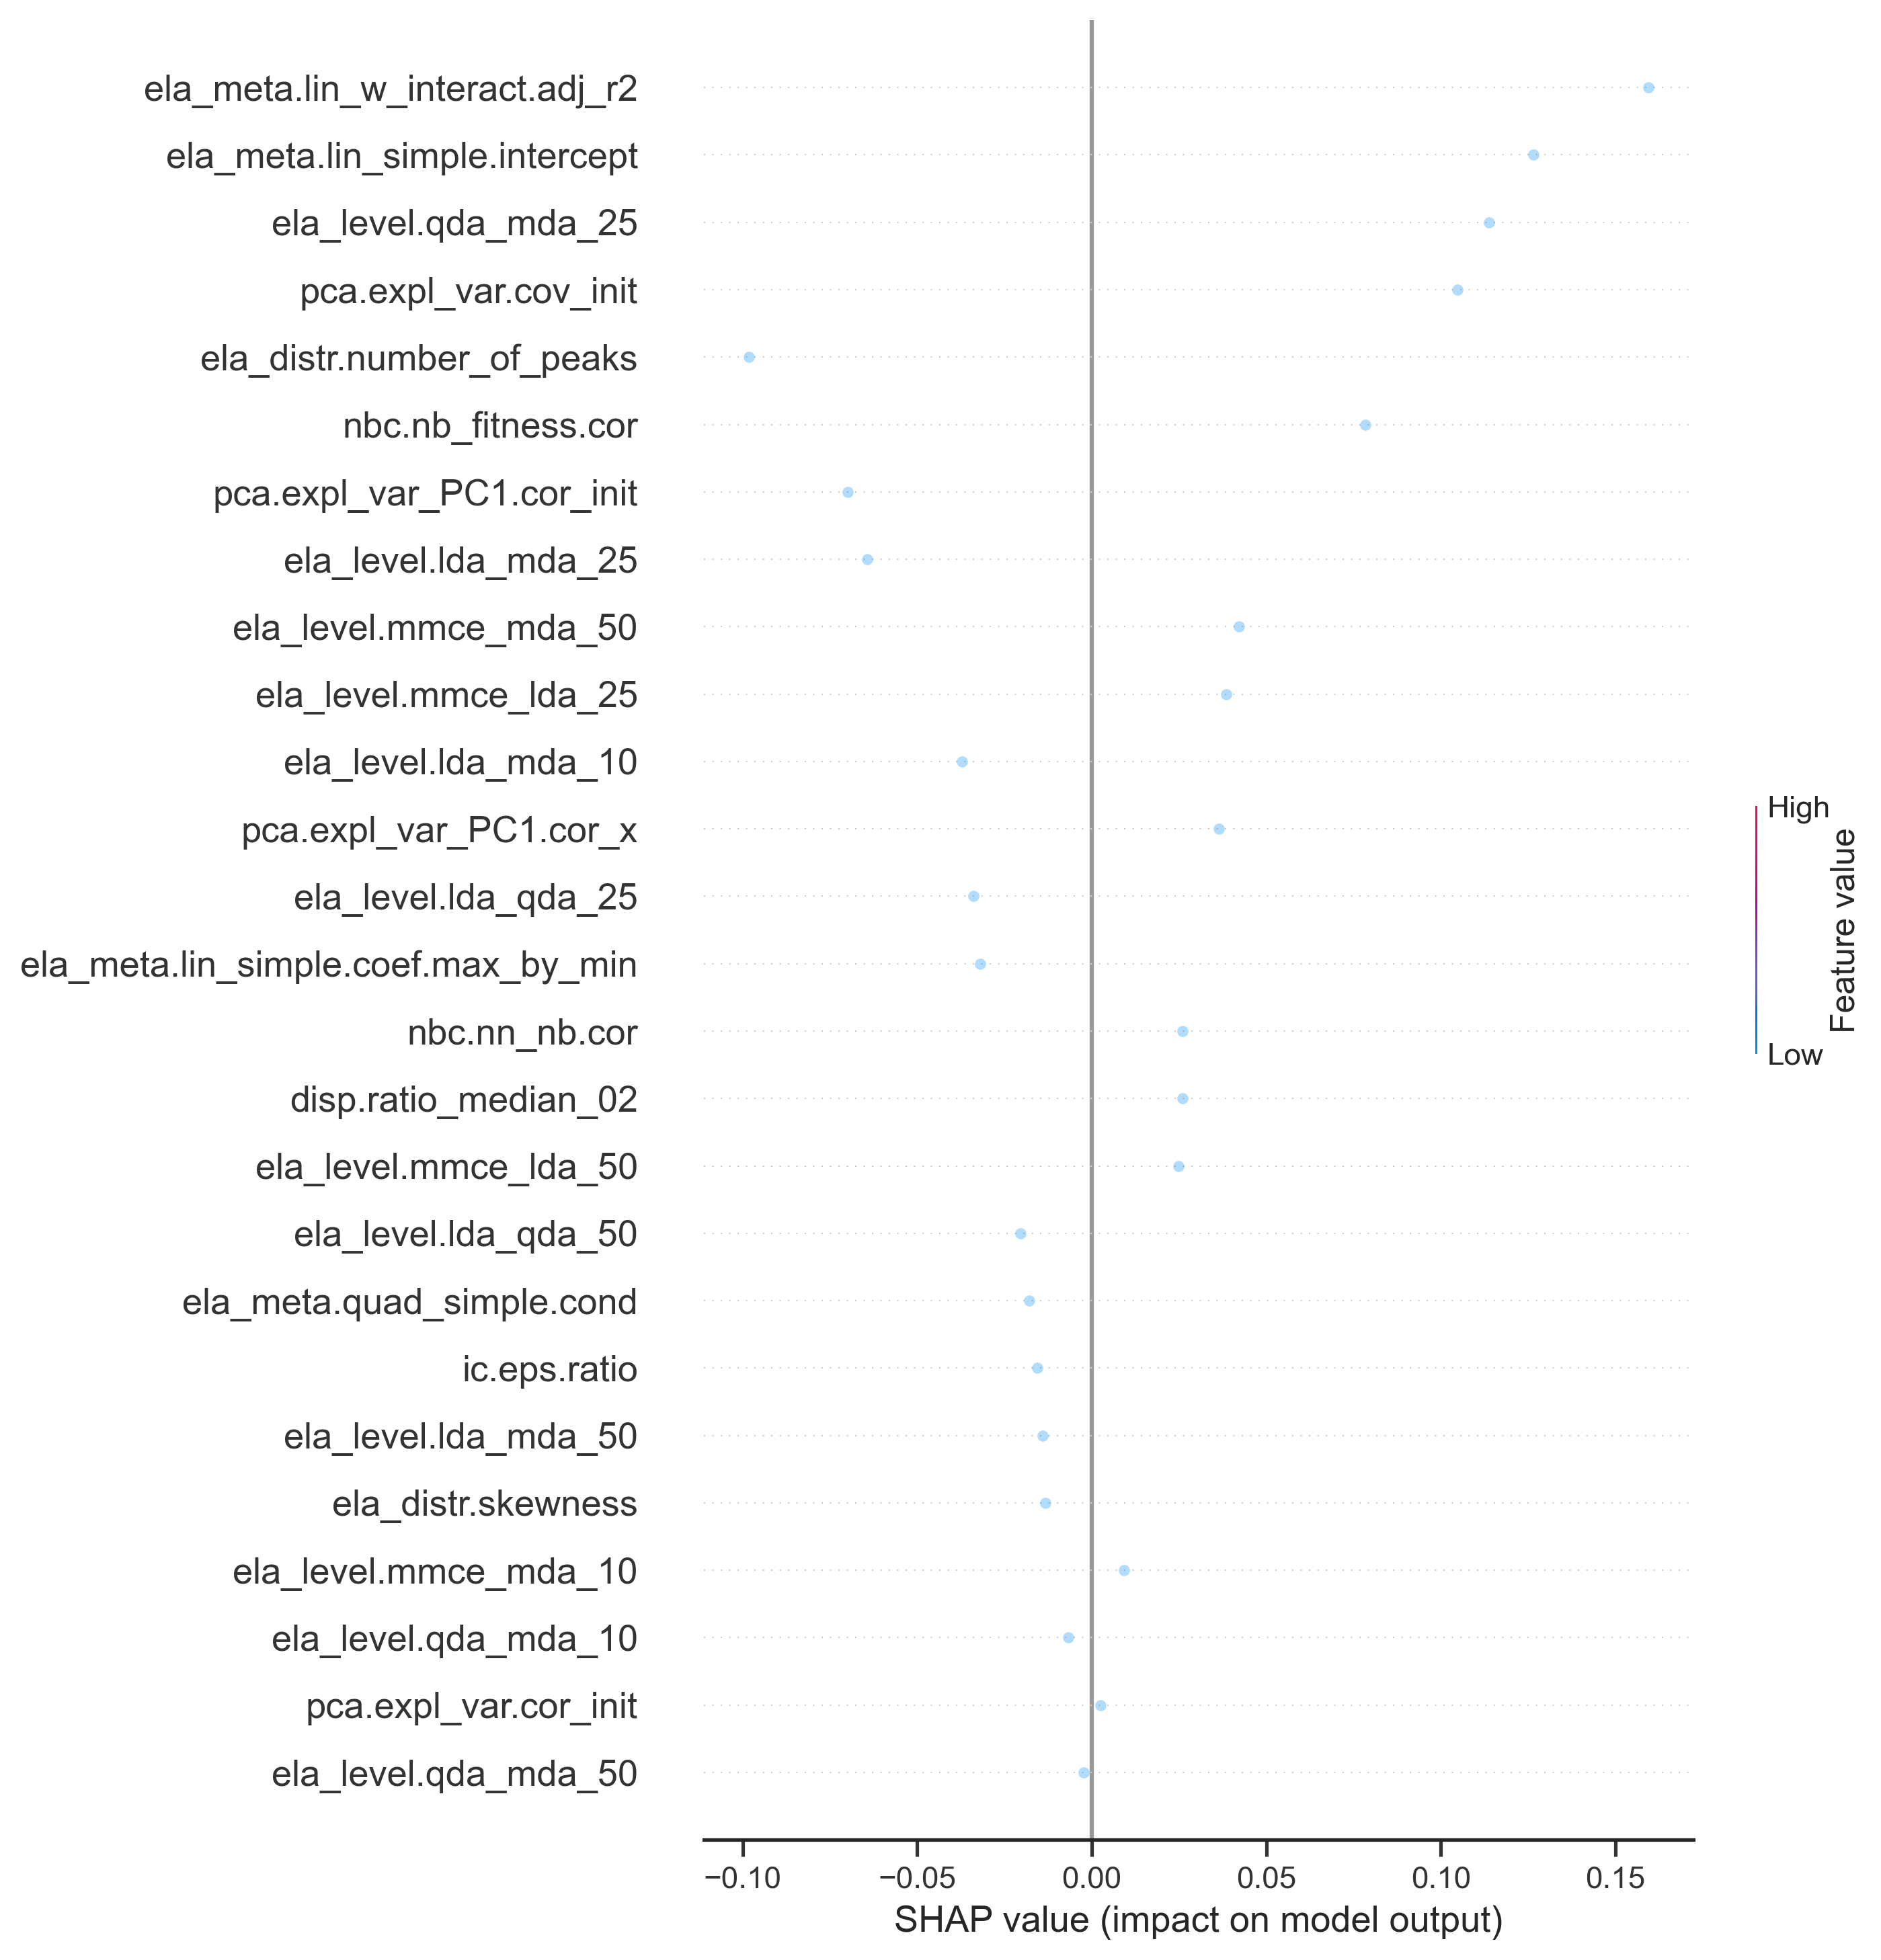 ela_meta.lin_w_interact.adj_r2
ela_meta.lin_simple.intercept
ela_level.qda_mda_25
pca.expl_var.cov_init
ela_distr.number_of_peaks
nbc.nb_fitness.cor
pca.expl_var_PC1.cor_init
ela_level.lda_mda_25
ela_level.mmce_mda_50
ela_level.mmce_lda_25
ela_level.lda_mda_10
pca.expl_var_PC1.cor_x
ela_level.lda_qda_25
ela_meta.lin_simple.coef.max_by_min
nbc.nn_nb.cor
disp.ratio_median_02
ela_level.mmce_lda_50
ela_level.lda_qda_50
ela_meta.quad_simple.cond
ic.eps.ratio
ela_level.lda_mda_50
ela_distr.skewness
ela_level.mmce_mda_10
ela_level.qda_mda_10
pca.expl_var.cor_init
ela_level.qda_mda_50
−0.10 −0.05 0.00 0.05 0.10 0.15
SHAP value (impact on model output)
High
Feature value
Low